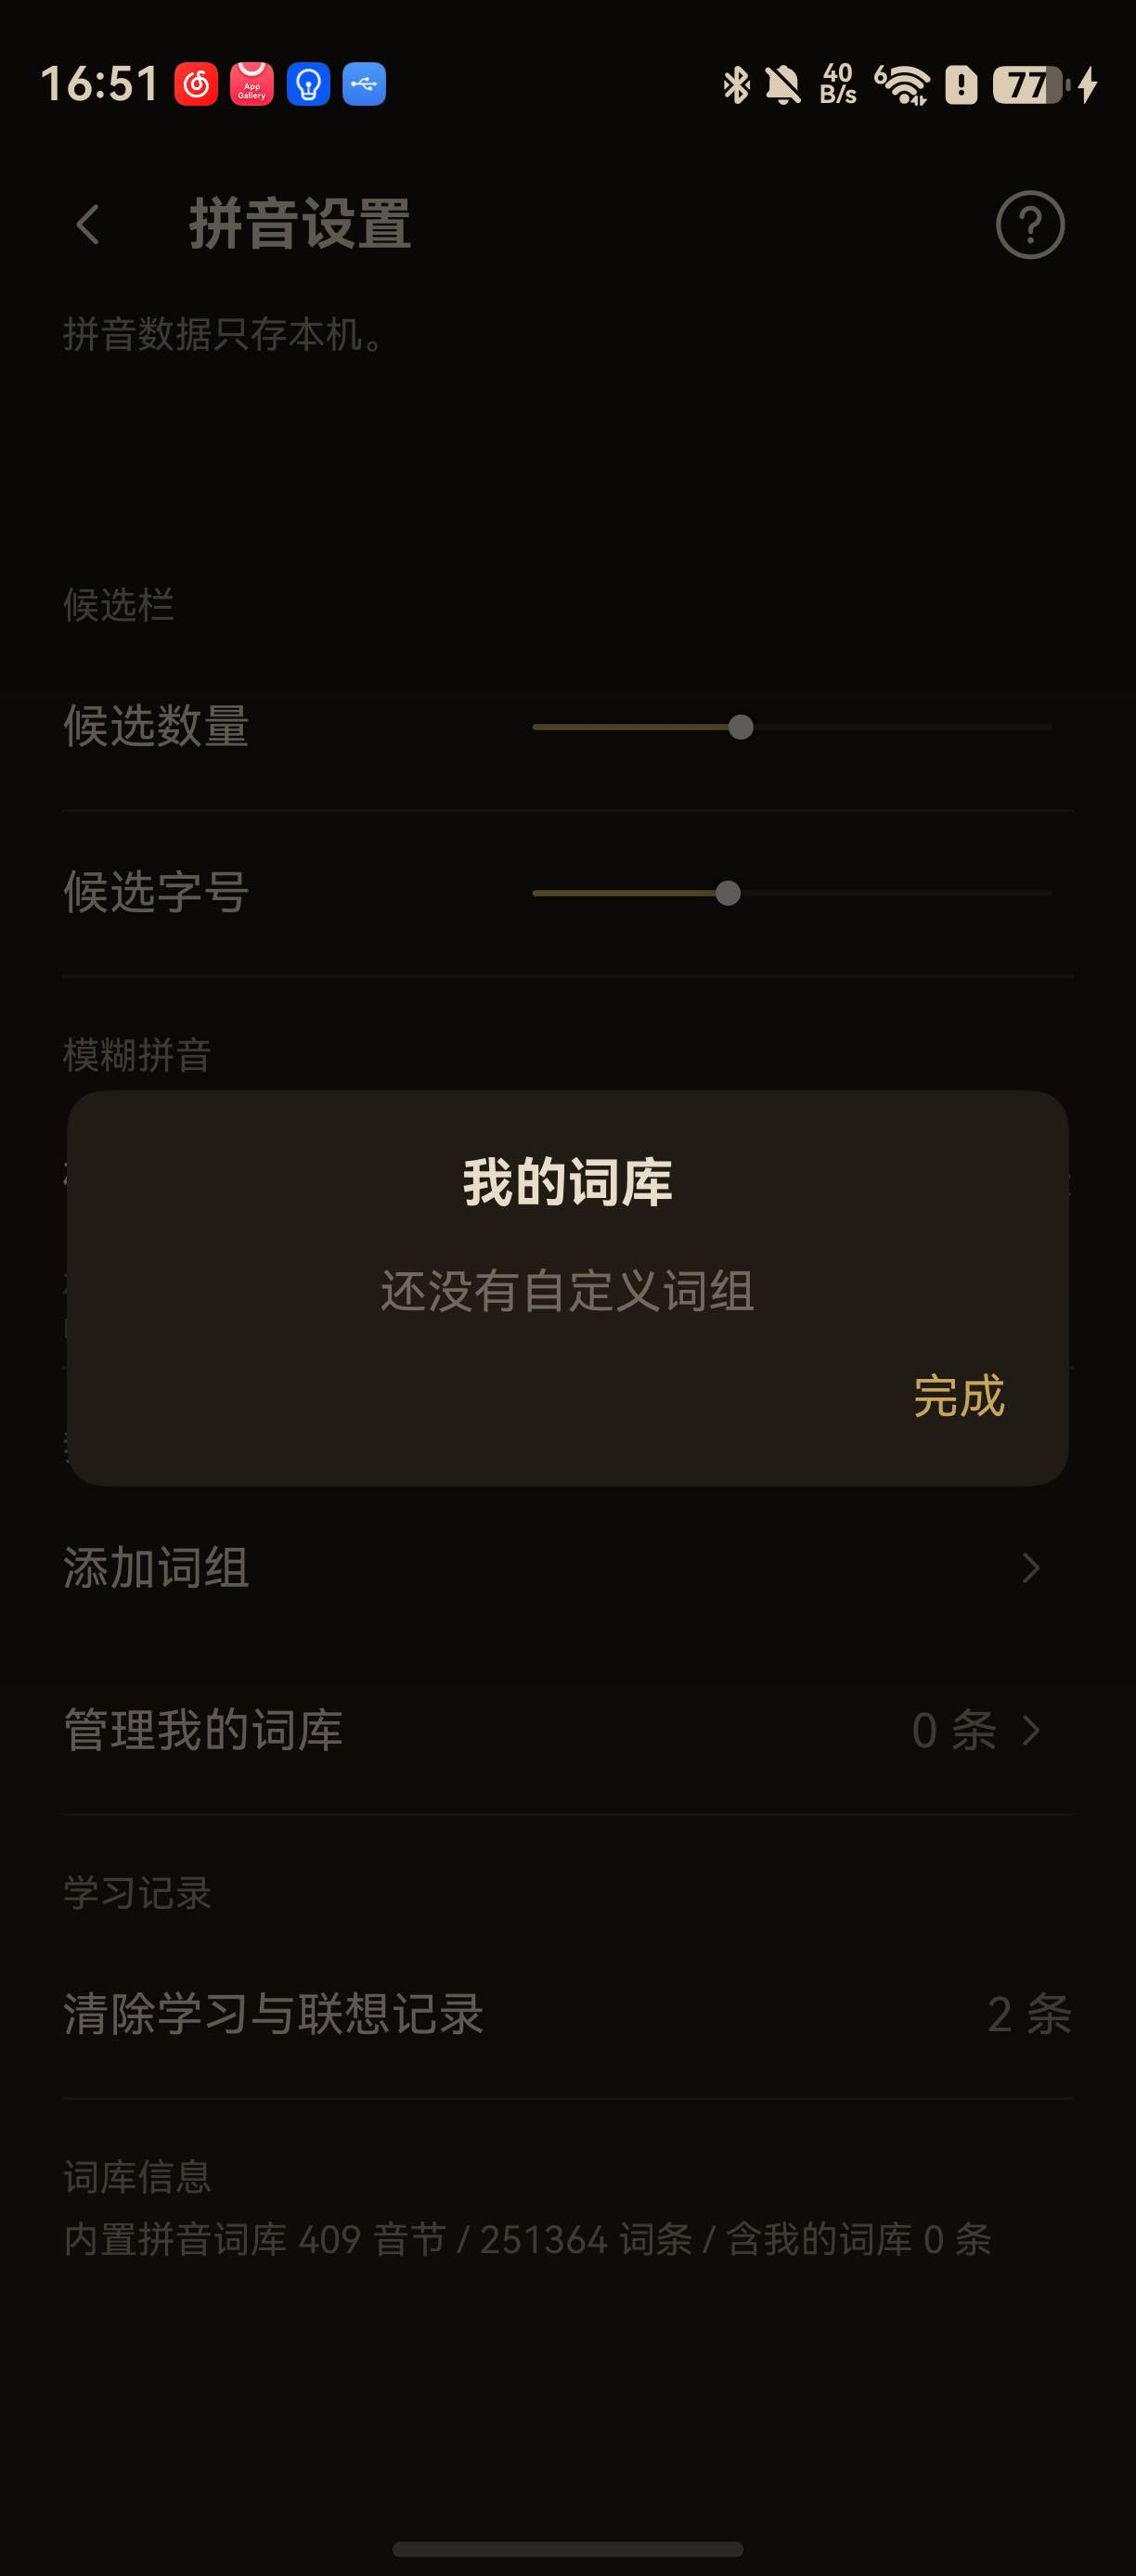 16:51
App
Gallery
40
B/s
6
77
拼音设置
拼音数据只存本机。
候选栏
候选数量
候选字号
模糊拼音
我的词库
还没有自定义词组
完成
添加词组
管理我的词库 0 条
学习记录
清除学习与联想记录 2 条
词库信息
内置拼音词库 409 音节 / 251364 词条 / 含我的词库 0 条